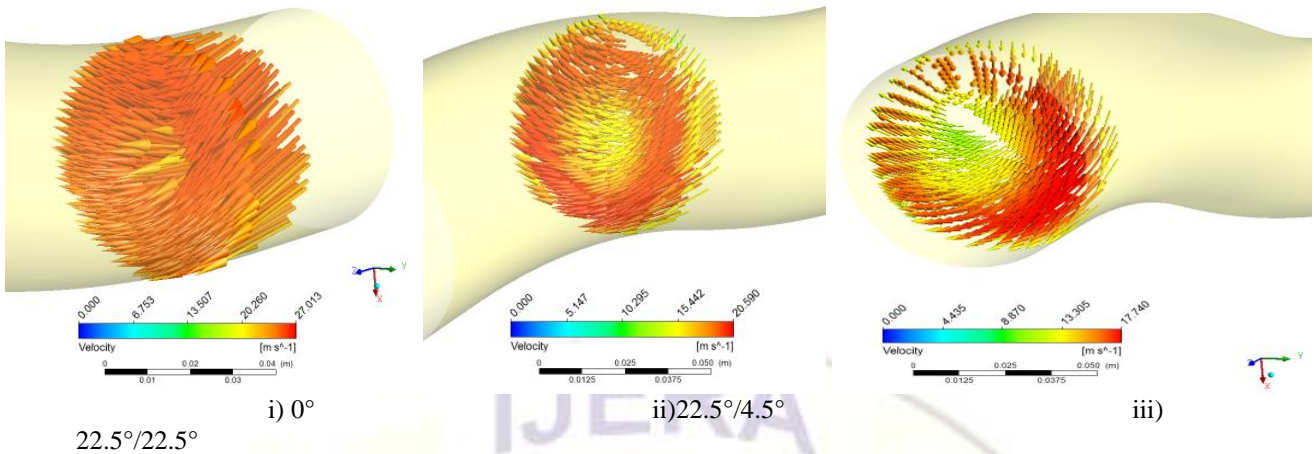 Z Y X
0.000 6.753 13.507 20.260 27.013
Velocity [m s^-1]
0 0.02 0.04 (m)
0.01 0.03
0.000 5.147 10.295 15.442 20.590
Velocity [m s^-1]
0 0.025 0.050 (m)
0.0125 0.0375
0.000 4.435 8.870 13.305 17.740
Velocity [m s^-1]
0 0.025 0.050 (m)
0.0125 0.0375
Z Y X
i) 0° ii)22.5°/4.5° iii)
22.5°/22.5°
IJERA